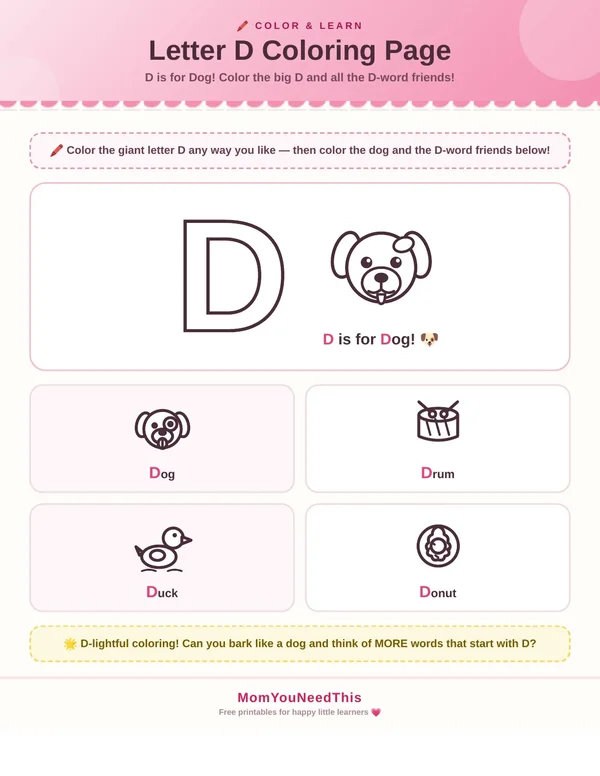 🖍️ COLOR & LEARN
Letter D Coloring Page
D is for Dog! Color the big D and all the D-word friends!
🖍️ Color the giant letter D any way you like — then color the dog and the D-word friends below!
D
D is for Dog! 🐶
Dog
Drum
Duck
Donut
🌟 D-lightful coloring! Can you bark like a dog and think of MORE words that start with D?
MomYouNeedThis
Free printables for happy little learners 💗